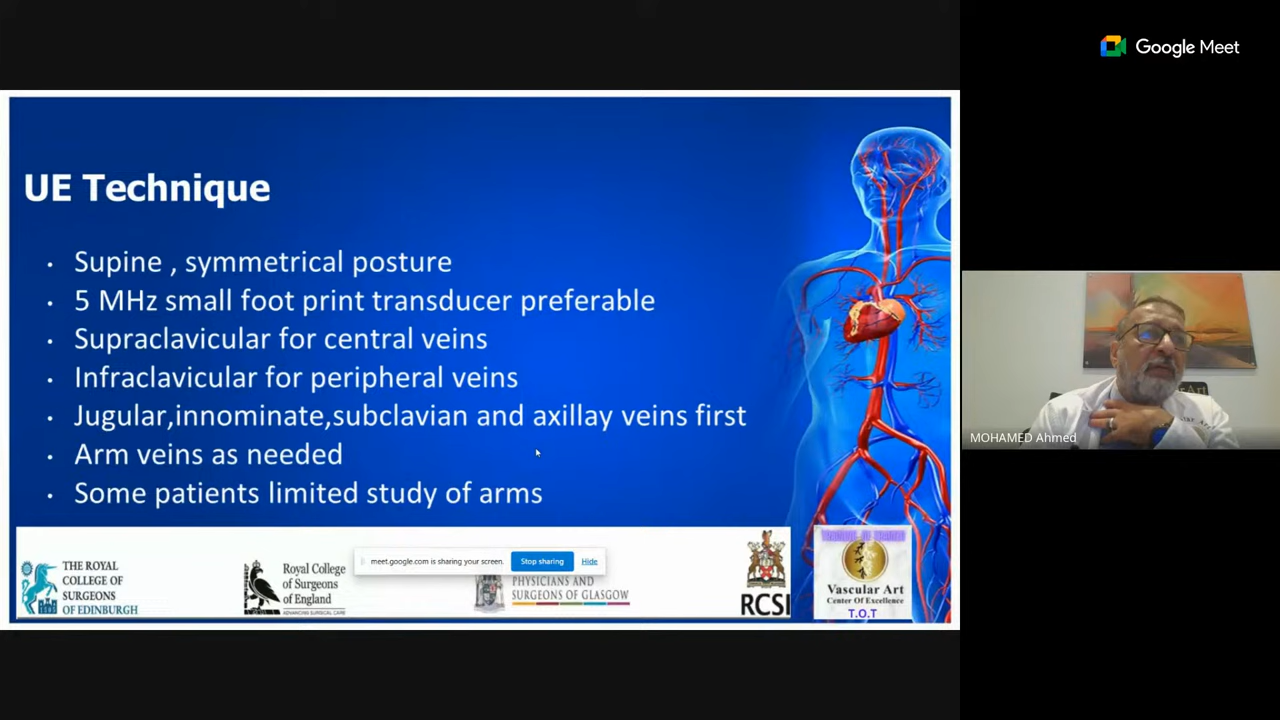 Google Meet
UE Technique
• Supine , symmetrical posture
• 5 MHz small foot print transducer preferable
• Supraclavicular for central veins
• Infraclavicular for peripheral veins
• Jugular,innominate,subclavian and axillay veins first
• Arm veins as needed
• Some patients limited study of arms
MOHAMED Ahmed
meet.google.com is sharing your screen.
Stop sharing
Hide
THE ROYAL
COLLEGE OF
SURGEONS
OF EDINBURGH
Royal College
of Surgeons
of England
ADVANCING SURGICAL CARE
PHYSICIANS AND
SURGEONS OF GLASGOW
RCSI
Vascular Art
Center Of Excellence
T.O.T